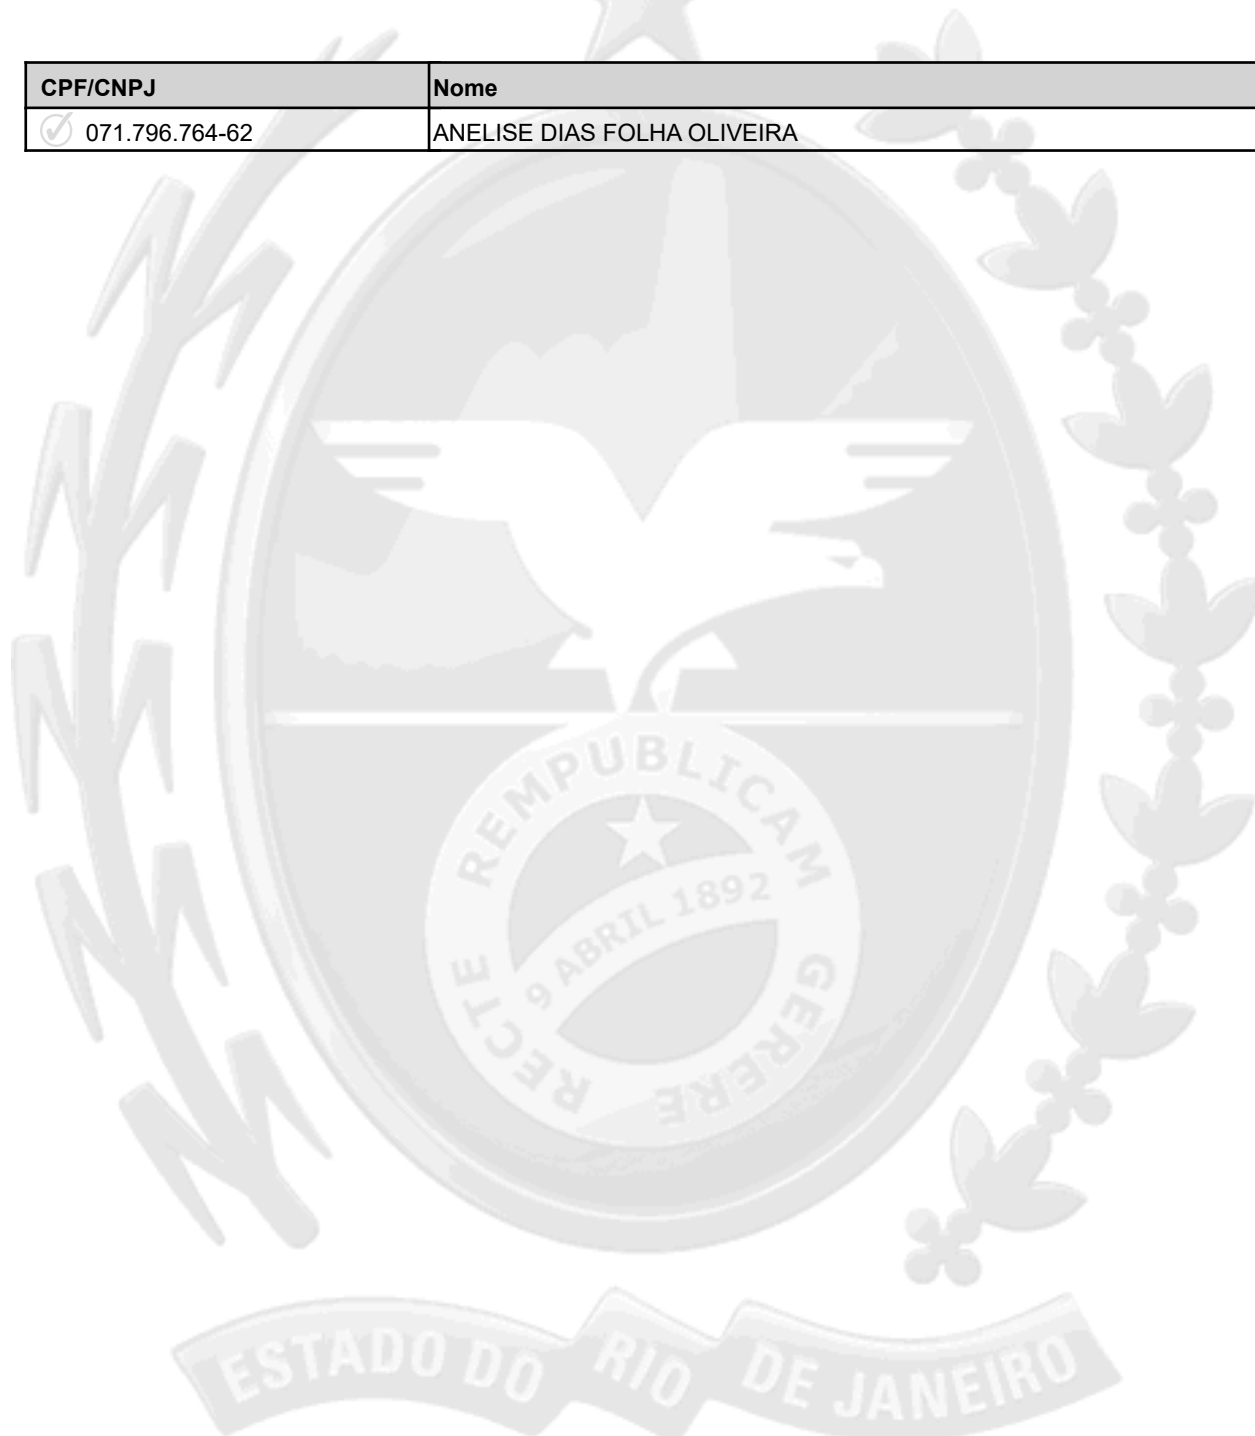 CPF/CNPJ Nome
071.796.764-62 ANELISE DIAS FOLHA OLIVEIRA
REMPUBLICAM
9 ABRIL 1892
RECTE GERERE
ESTADO DO RIO DE JANEIRO